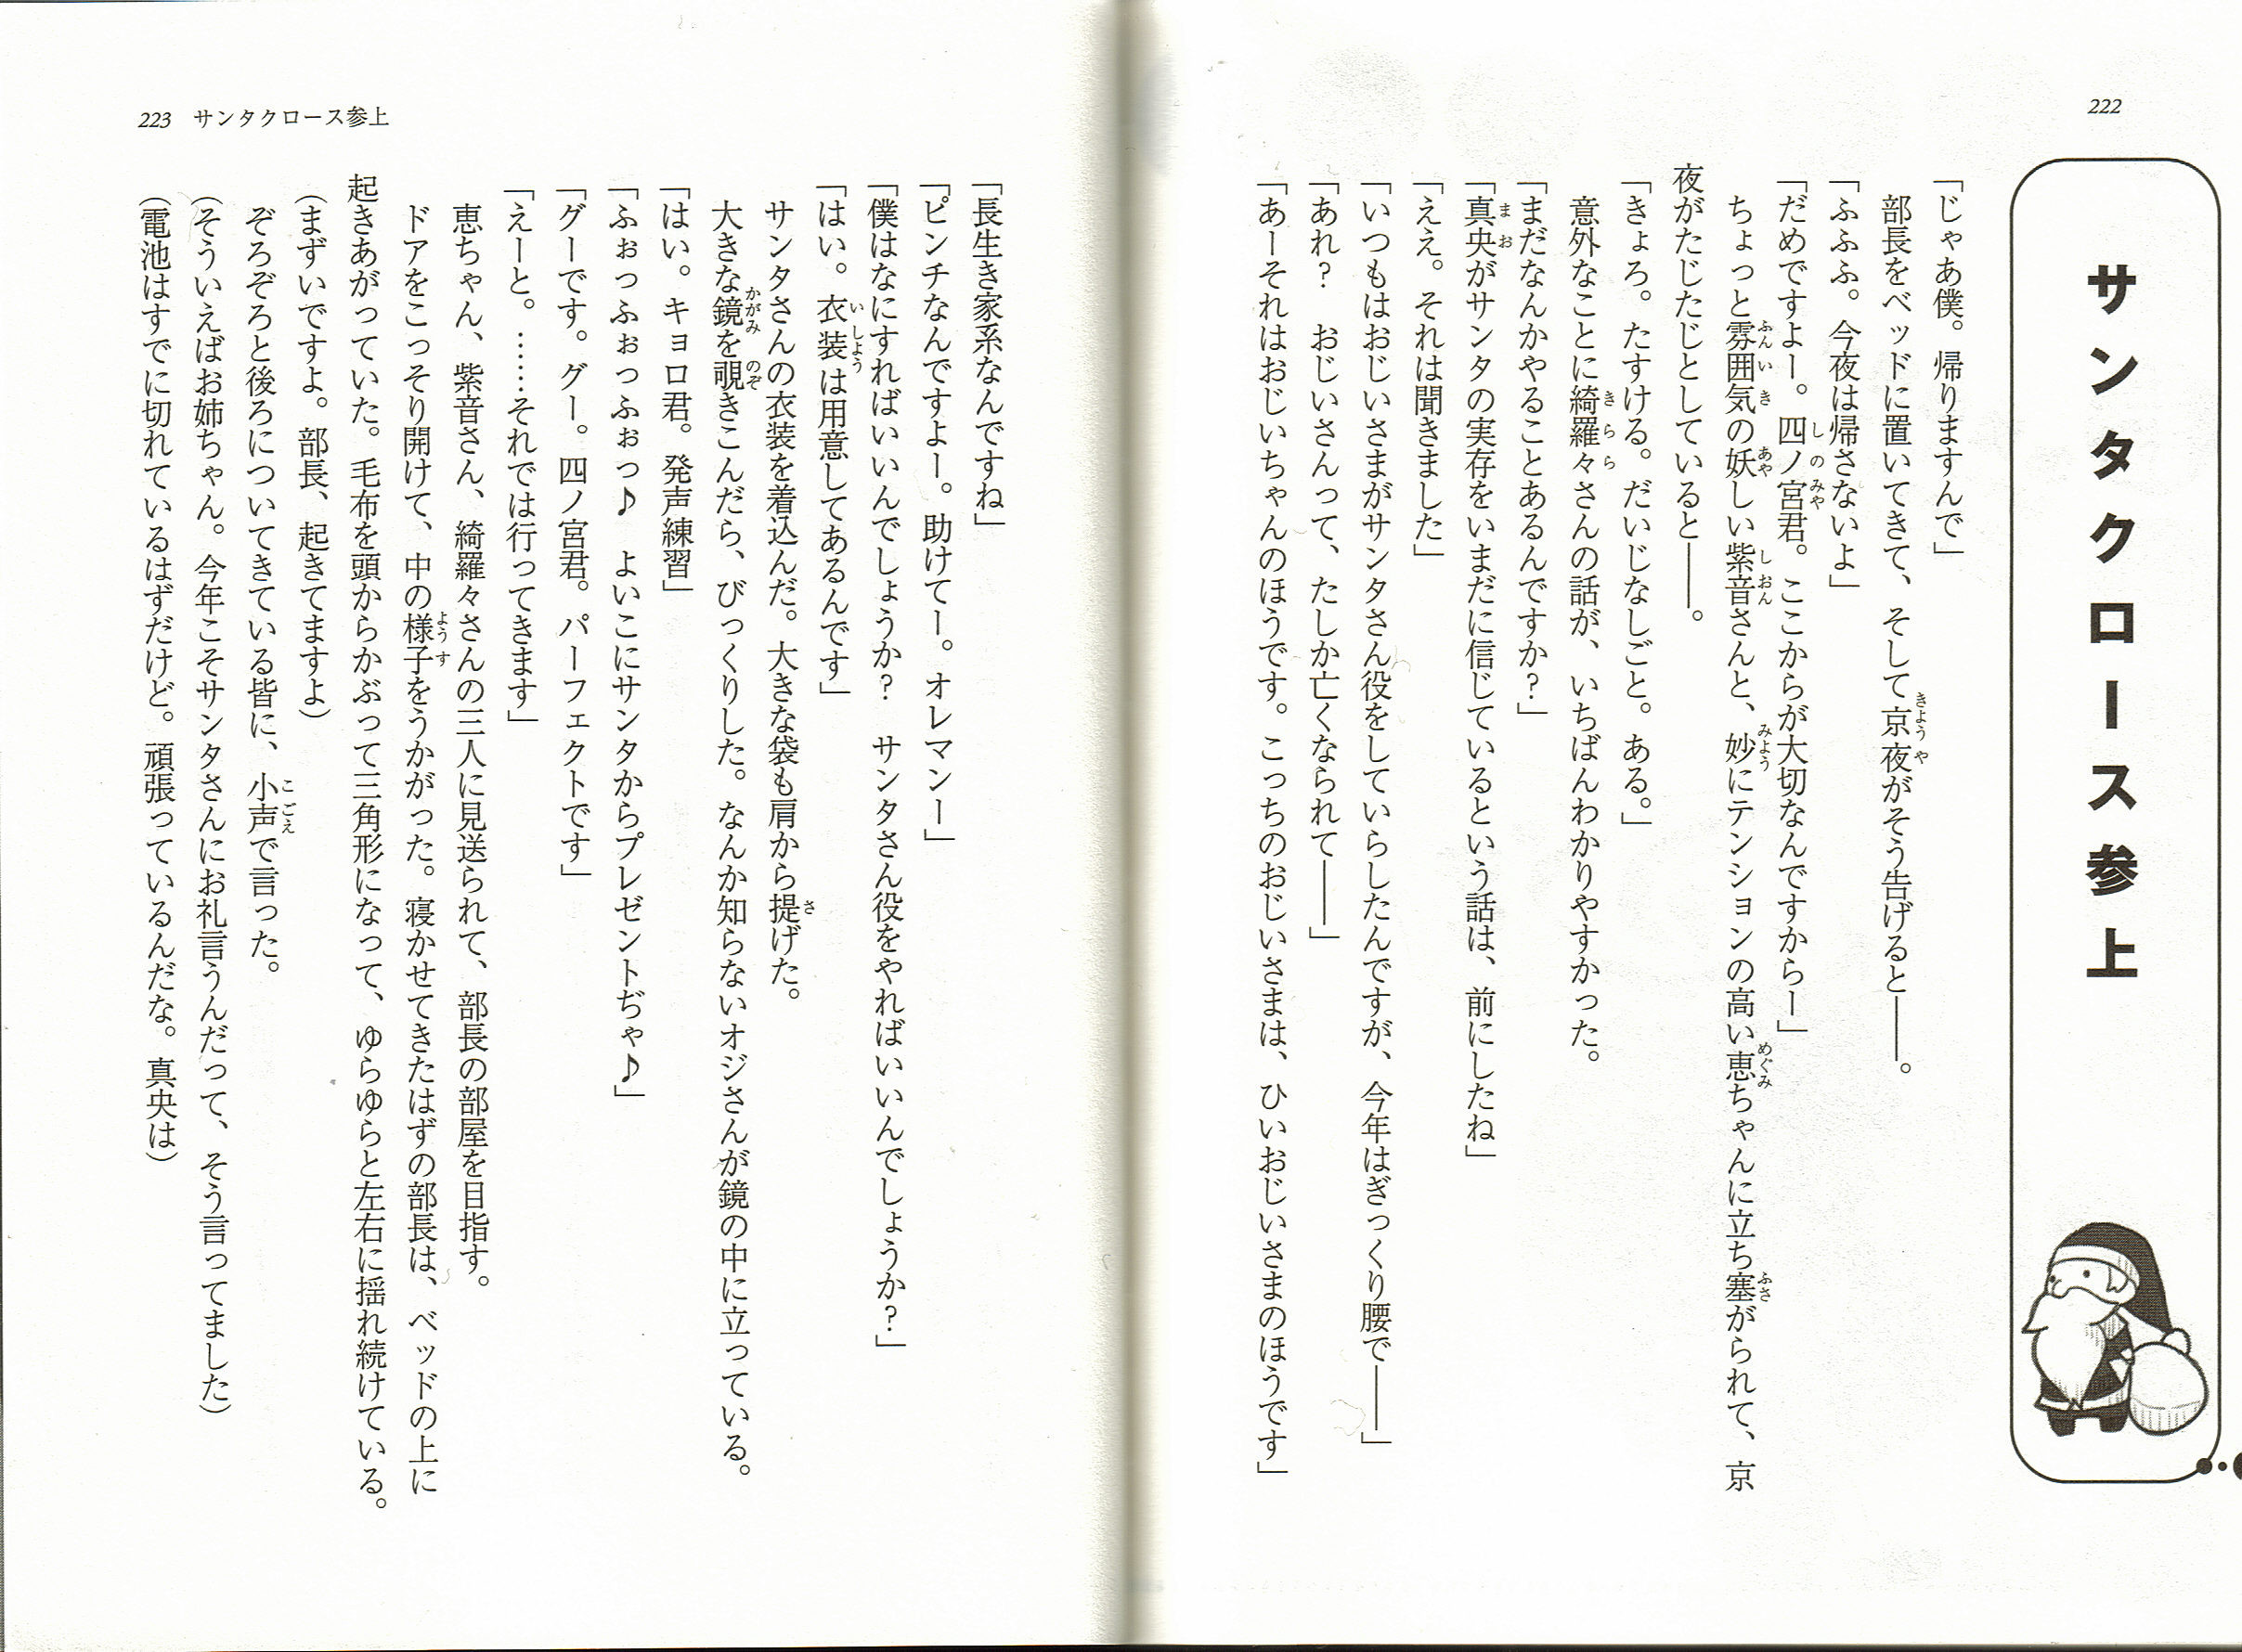 222
サンタクロース参上
「じゃあ僕。帰りますんで」
　部長をベッドに置いてきて、そして京夜がそう告げると――。
「ふふふ。今夜は帰さないよ」
「だめですよー。四ノ宮君。ここからが大切なんですからー」
　ちょっと雰囲気の妖しい紫音さんと、妙にテンションの高い恵ちゃんに立ち塞がられて、京
夜がたじたじとしていると――。
「きょろ。たすける。だいじなしごと。ある。」
　意外なことに綺羅々さんの話が、いちばんわかりやすかった。
「まだなんかやることあるんですか？」
「真央がサンタの実存をいまだに信じているという話は、前にしたね」
「ええ。それは聞きました」
「いつもはおじいさまがサンタさん役をしていらしたんですが、今年はぎっくり腰で――」
「あれ？　おじいさんって、たしか亡くなられて――」
「あーそれはおじいちゃんのほうです。こっちのおじいさまは、ひいおじいさまのほうです」
223　サンタクロース参上
「長生き家系なんですね」
「ピンチなんですよー。助けてー。オレマンー」
「僕はなにすればいいんでしょうか？　サンタさん役をやればいいんでしょうか？」
「はい。衣装は用意してあるんです」
　サンタさんの衣装を着込んだ。大きな袋も肩から提げた。
　大きな鏡を覗きこんだら、びっくりした。なんか知らないオジさんが鏡の中に立っている。
「はい。キョロ君。発声練習」
「ふぉっふぉっふぉっ♪　よいこにサンタからプレゼントぢゃ♪」
「グーです。グー。四ノ宮君。パーフェクトです」
「えーと。……それでは行ってきます」
　恵ちゃん、紫音さん、綺羅々さんの三人に見送られて、部長の部屋を目指す。
　ドアをこっそり開けて、中の様子をうかがった。寝かせてきたはずの部長は、ベッドの上に
起きあがっていた。毛布を頭からかぶって三角形になって、ゆらゆらと左右に揺れ続けている。
（まずいですよ。部長、起きてますよ）
　ぞろぞろと後ろについてきている皆に、小声で言った。
（そういえばお姉ちゃん。今年こそサンタさんにお礼言うんだって、そう言ってました）
（電池はすでに切れているはずだけど。頑張っているんだな。真央は）